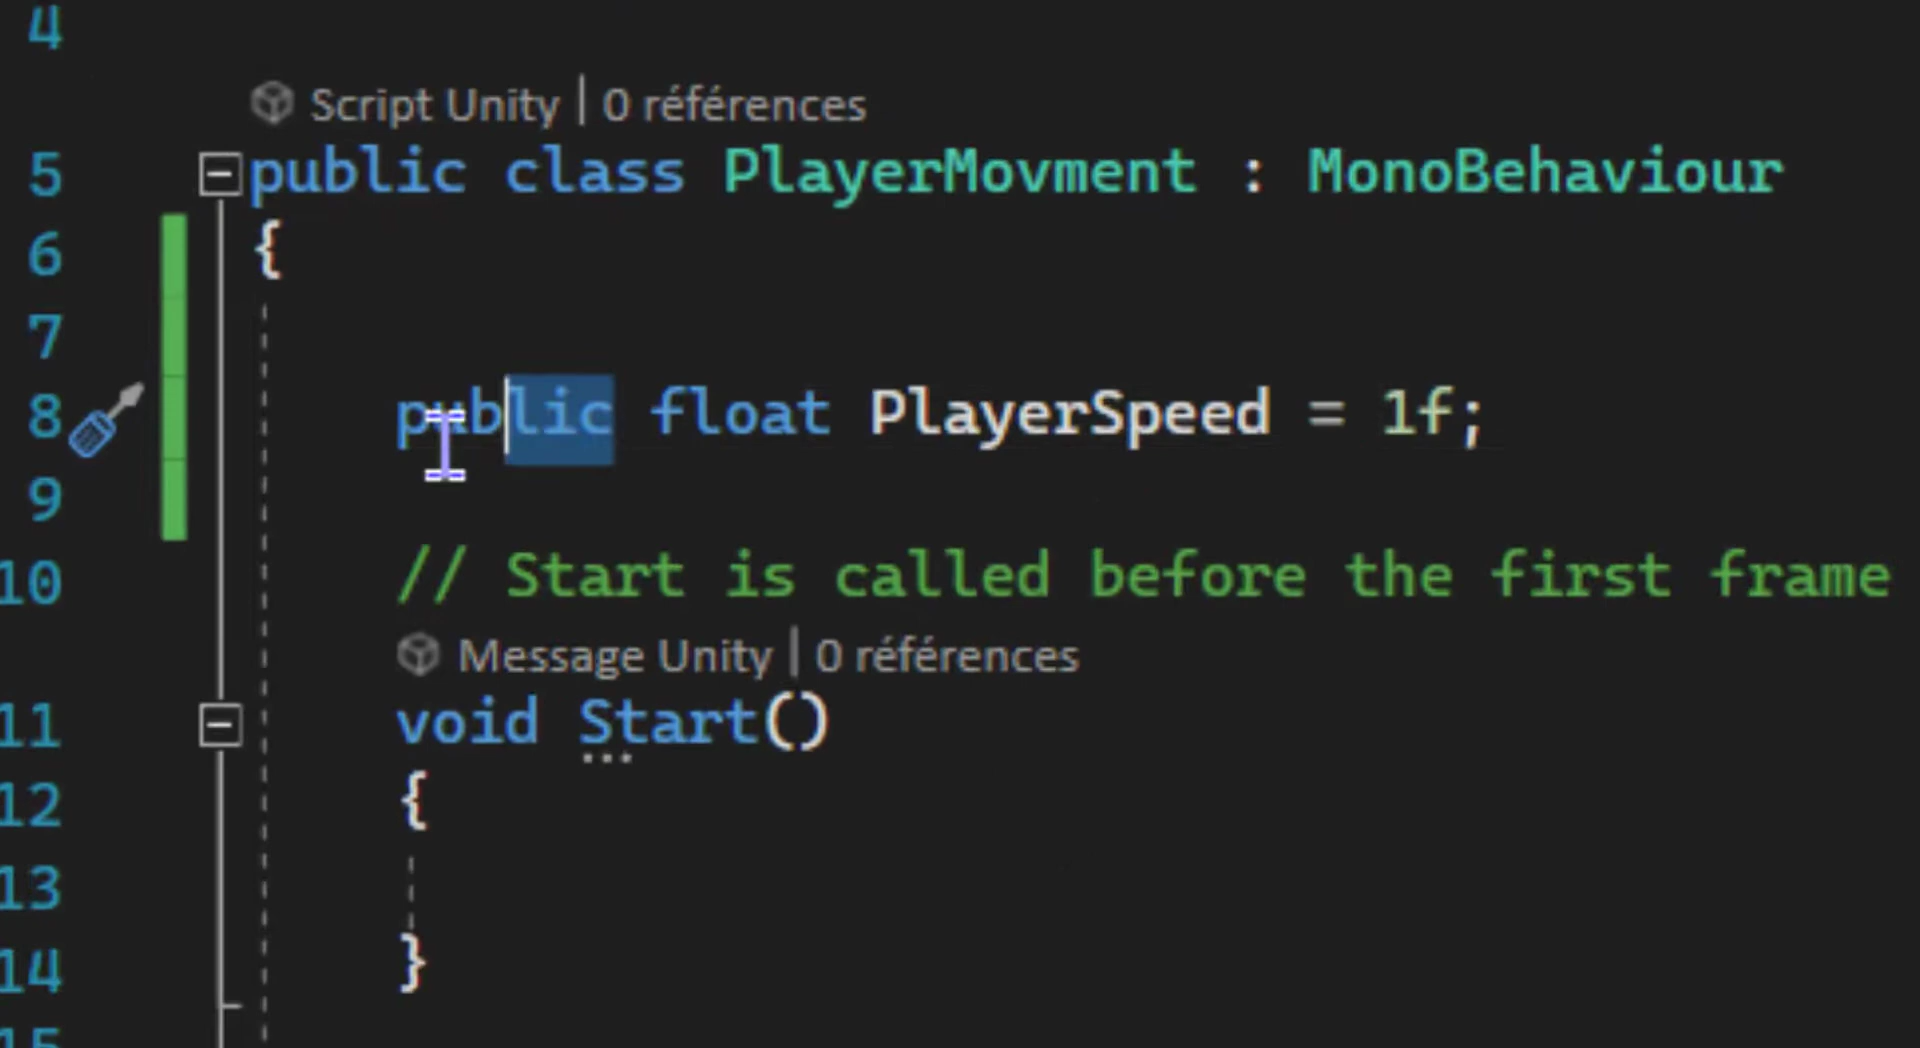 4
Script Unity | 0 références
5 public class PlayerMovment : MonoBehaviour
6 {
7
8 public float PlayerSpeed = 1f;
9
10 // Start is called before the first frame
Message Unity | 0 références
11 void Start()
12 {
13
14 }
15